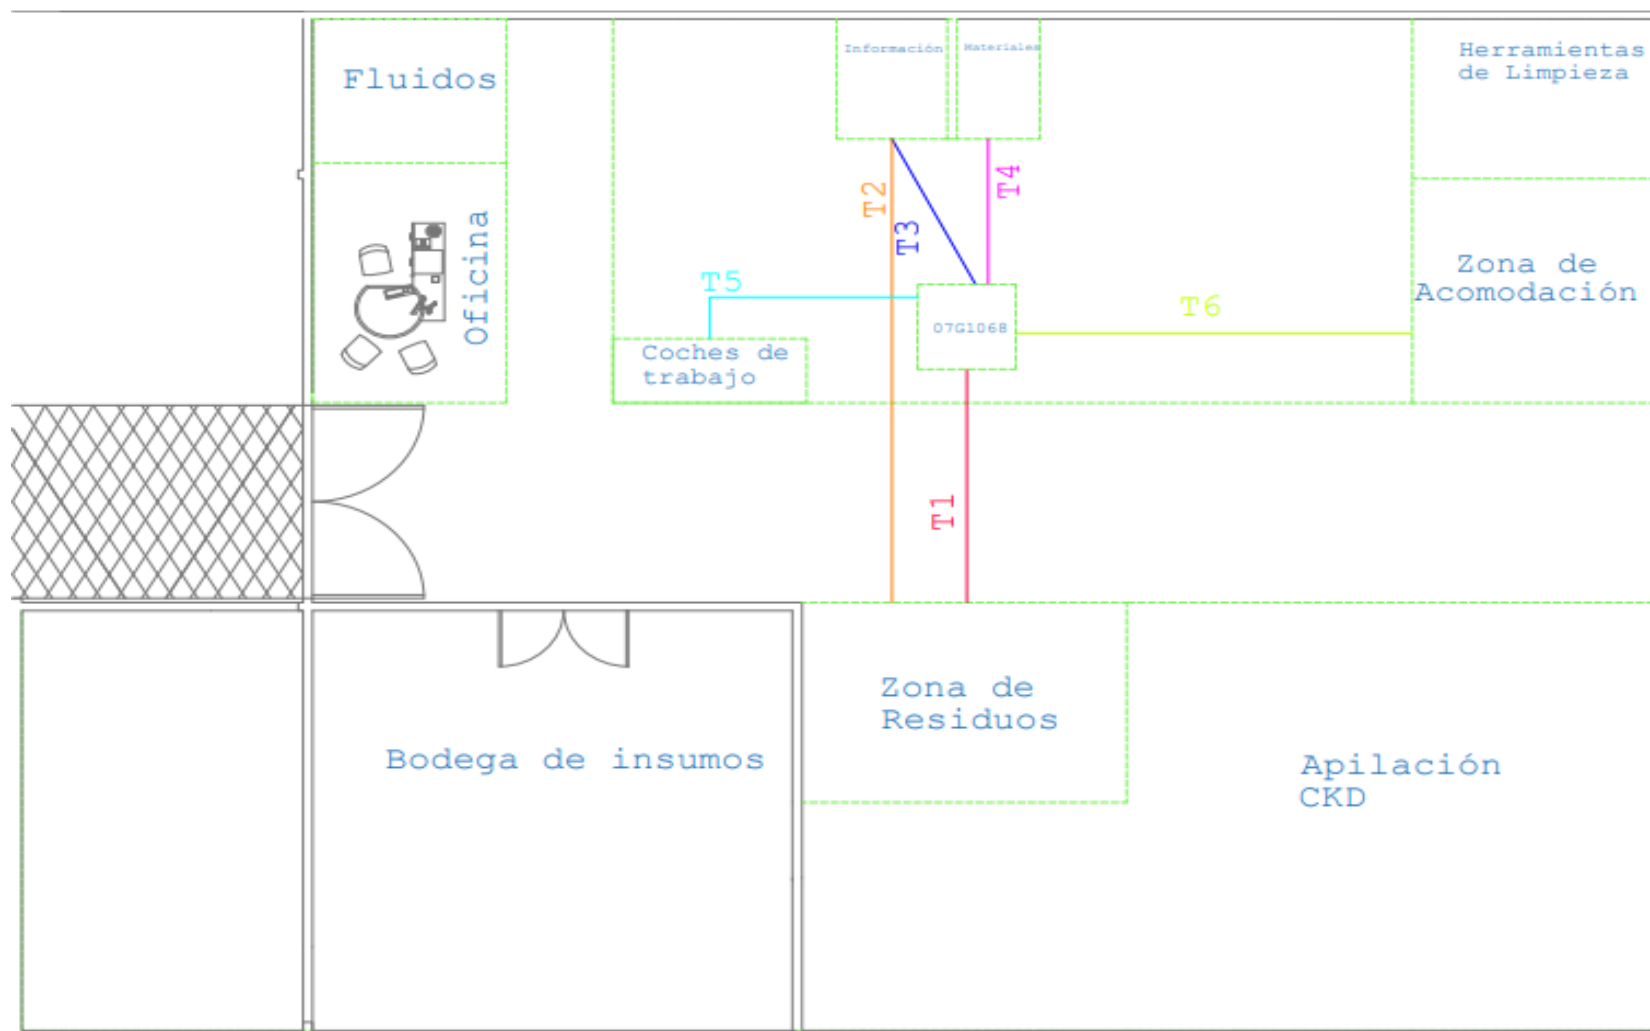 Información
Materiales
Herramientas
de Limpieza
Fluidos
T2
T3
T4
Oficina
Zona de
Acomodación
T5
T6
O7G1068
Coches de
trabajo
T1
Zona de
Residuos
Bodega de insumos
Apilación
CKD